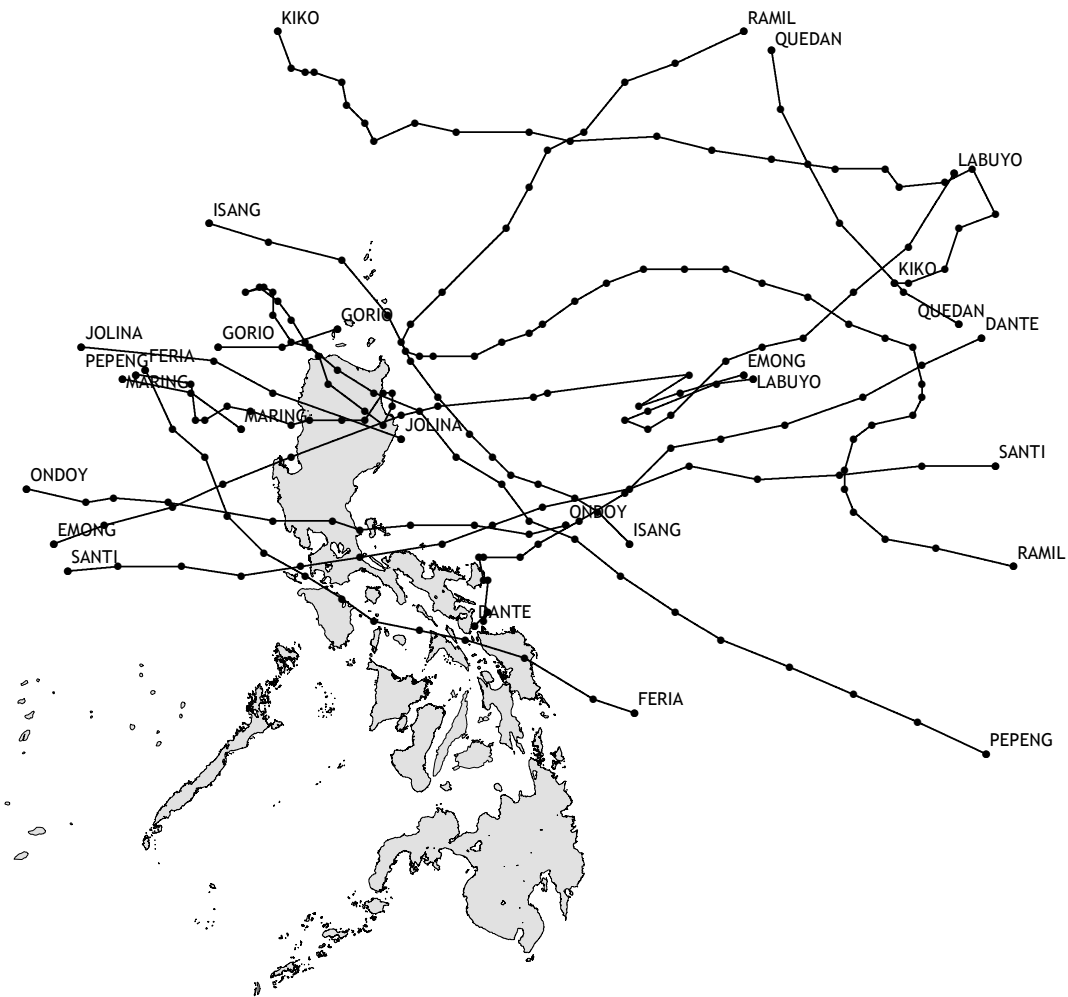 KIKO
RAMIL
QUEDAN
LABUYO
ISANG
KIKO
GORIO
QUEDAN
JOLINA
GORIO
DANTE
PEPENG
FERIA
EMONG
MARING
LABUYO
MARING
JOLINA
SANTI
ONDOY
ONDOY
EMONG
ISANG
SANTI
RAMIL
DANTE
FERIA
PEPENG